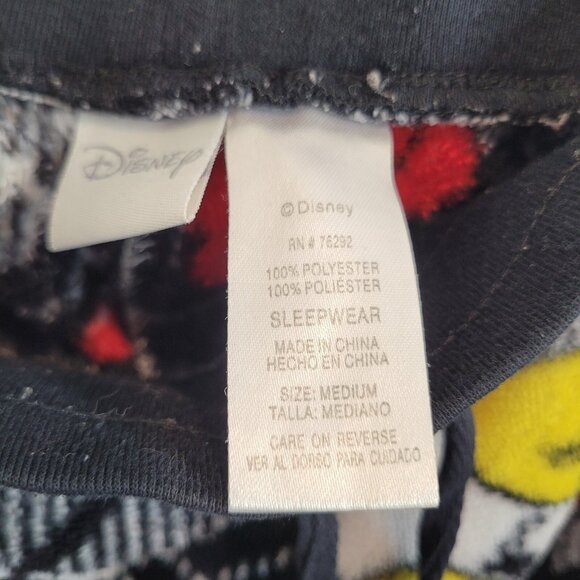 Disney
© Disney
RN # 76292
100% POLYESTER
100% POLIÉSTER
SLEEPWEAR
MADE IN CHINA
HECHO EN CHINA
SIZE: MEDIUM
TALLA: MEDIANO
CARE ON REVERSE
VER AL DORSO PARA CUIDADO